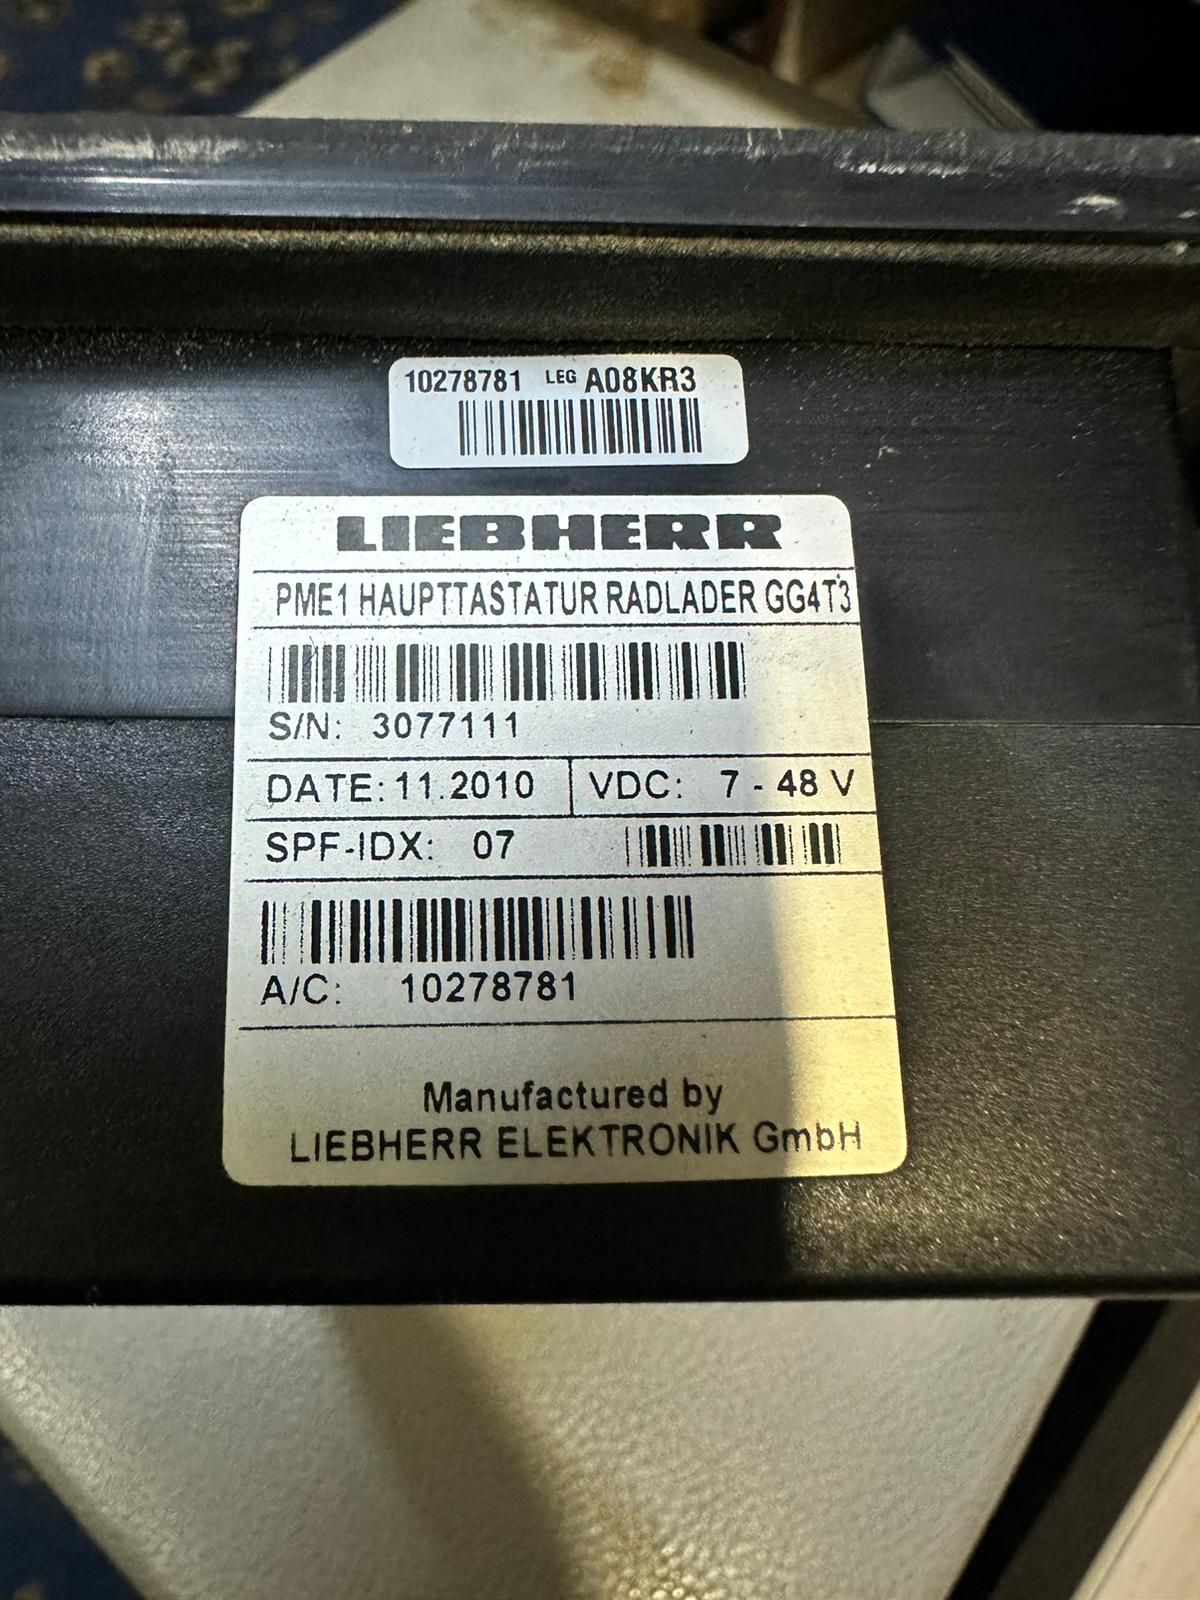 10278781 LEG A08KR3
LIEBHERR
PME1 HAUPTTASTATUR RADLADER GG4T3
S/N: 3077111
DATE: 11.2010 VDC: 7 - 48 V
SPF-IDX: 07
A/C: 10278781
Manufactured by
LIEBHERR ELEKTRONIK GmbH